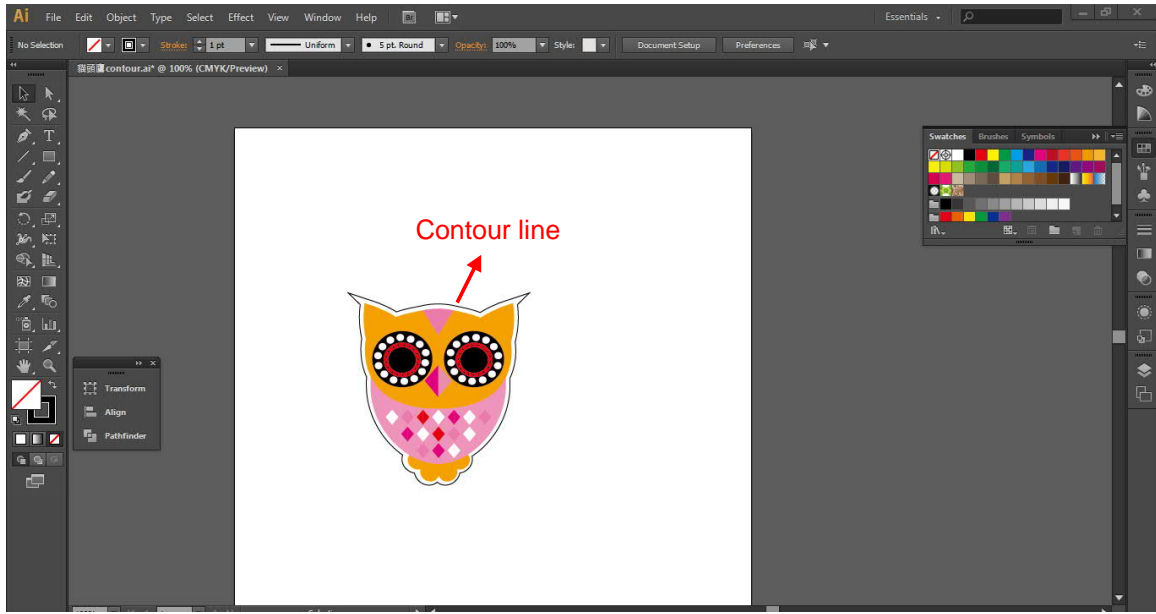 Ai File Edit Object Type Select Effect View Window Help Br Essentials
No Selection Stroke: 1 pt Uniform 5 pt. Round Opacity: 100% Style: Document Setup Preferences
contour.ai* @ 100% (CMYK/Preview) ×
Swatches Brushes Symbols
Contour line
Transform
Align
Pathfinder